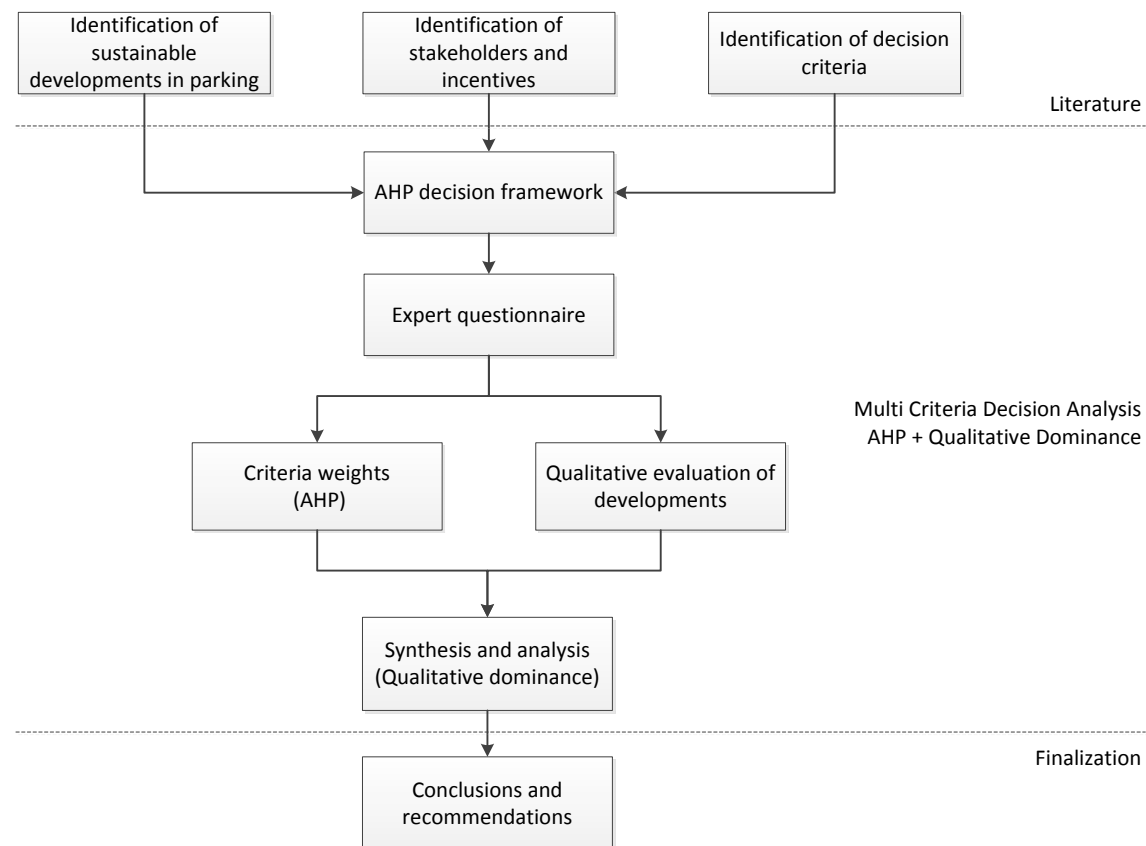 Identification of
sustainable
developments in parking
Identification of
stakeholders and
incentives
Identification of decision
criteria
Literature
AHP decision framework
Expert questionnaire
Multi Criteria Decision Analysis
AHP + Qualitative Dominance
Criteria weights
(AHP)
Qualitative evaluation of
developments
Synthesis and analysis
(Qualitative dominance)
Finalization
Conclusions and
recommendations